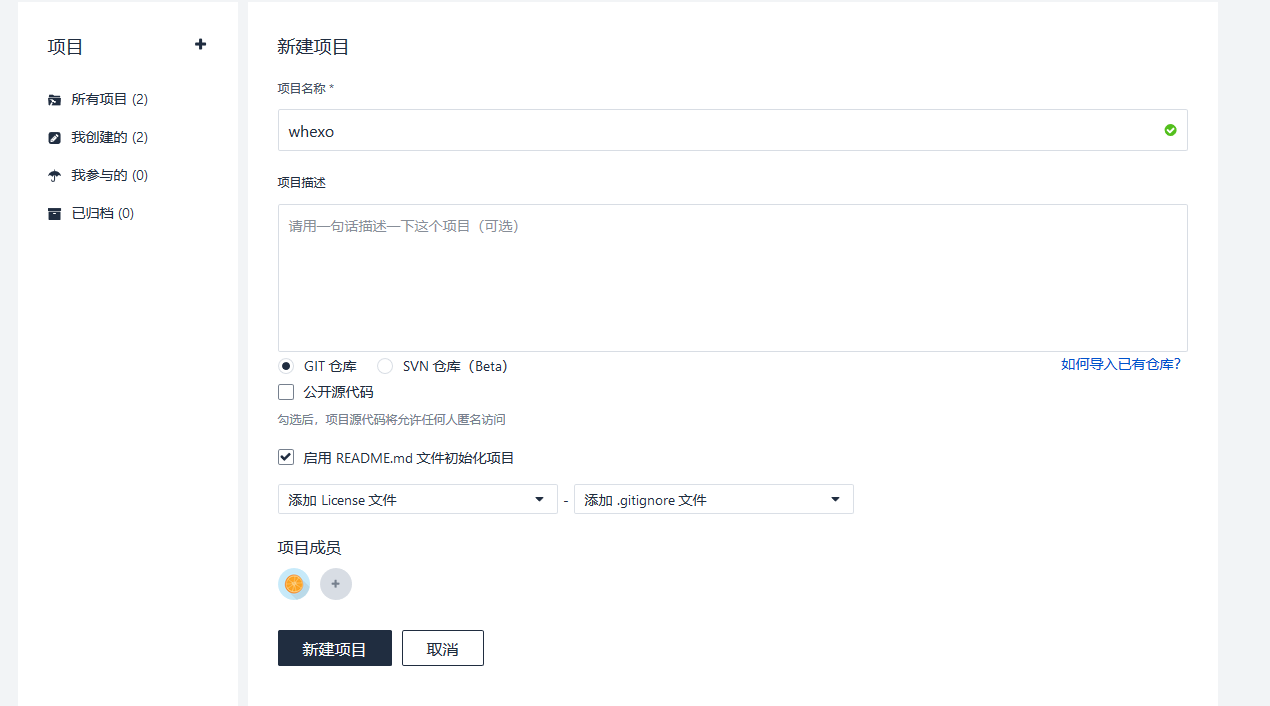 项目
所有项目 (2)
我创建的 (2)
我参与的 (0)
已归档 (0)
新建项目
项目名称 *
whexo
项目描述
请用一句话描述一下这个项目（可选）
GIT 仓库 SVN 仓库（Beta） 如何导入已有仓库?
公开源代码
勾选后，项目源代码将允许任何人匿名访问
启用 README.md 文件初始化项目
添加 License 文件 - 添加 .gitignore 文件
项目成员
新建项目 取消